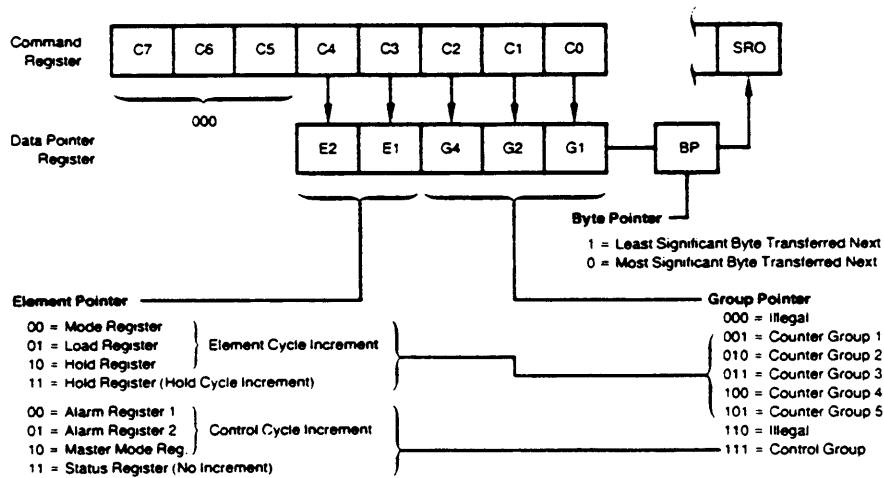 Command Register
C7 C6 C5 C4 C3 C2 C1 C0
SRO
000
Data Pointer Register
E2 E1 G4 G2 G1
BP
Byte Pointer
1 = Least Significant Byte Transferred Next
0 = Most Significant Byte Transferred Next
Element Pointer
00 = Mode Register
01 = Load Register
10 = Hold Register
Element Cycle Increment
11 = Hold Register (Hold Cycle Increment)
00 = Alarm Register 1
01 = Alarm Register 2
10 = Master Mode Reg.
Control Cycle Increment
11 = Status Register (No Increment)
Group Pointer
000 = Illegal
001 = Counter Group 1
010 = Counter Group 2
011 = Counter Group 3
100 = Counter Group 4
101 = Counter Group 5
110 = Illegal
111 = Control Group